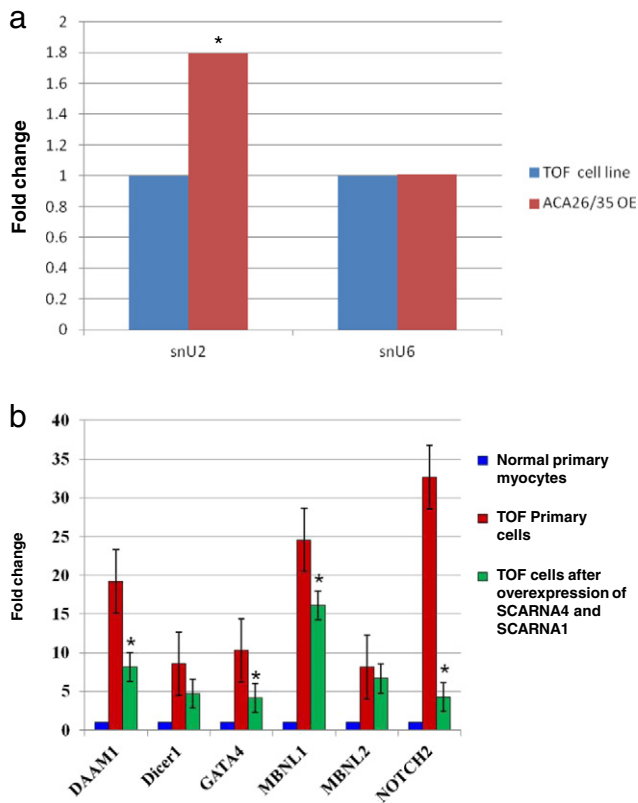 a
Fold change
2
1.8
1.6
1.4
1.2
1
0.8
0.6
0.4
0.2
0
*
snU2
snU6
TOF cell line
ACA26/35 OE
b
Fold change
40
35
30
25
20
15
10
5
0
*
*
*
*
DAAM1
Dicer1
GATA4
MBNL1
MBNL2
NOTCH2
Normal primary
myocytes
TOF Primary
cells
TOF cells after
overexpression of
SCARNA4 and
SCARNA1